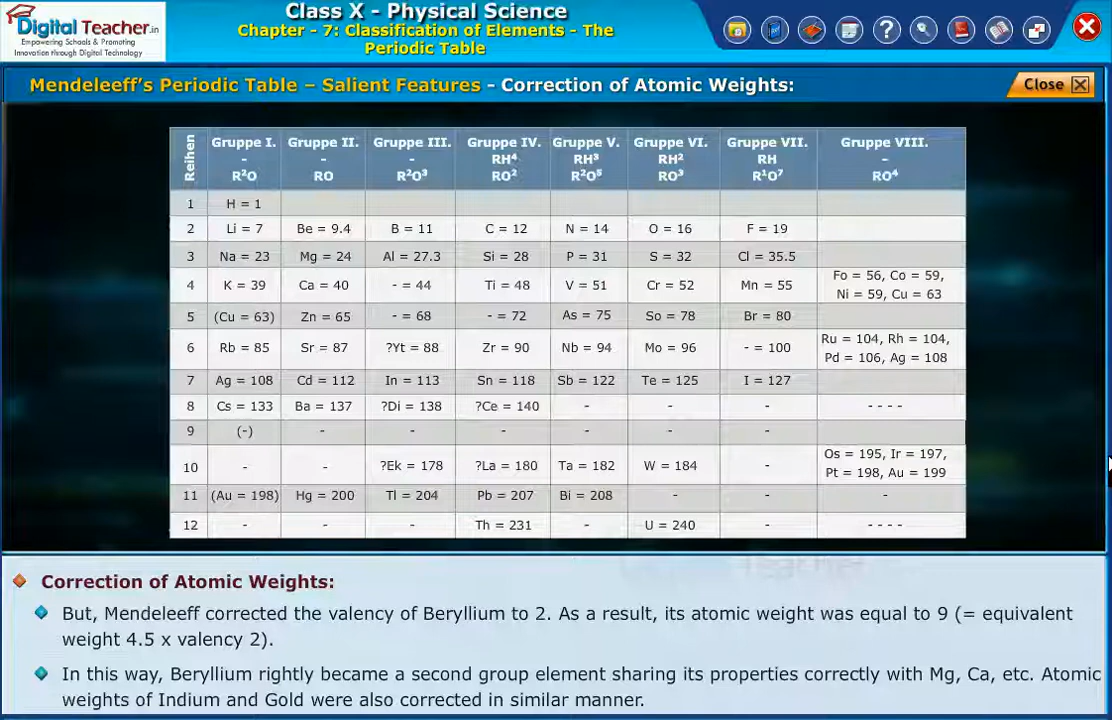 Digital Teacher.in
Empowering Schools & Promoting
Innovation through Digital Technology
Class X - Physical Science
Chapter - 7: Classification of Elements - The
Periodic Table
Mendeleeff's Periodic Table – Salient Features - Correction of Atomic Weights:
Close
Reihen Gruppe I. Gruppe II. Gruppe III. Gruppe IV. Gruppe V. Gruppe VI. Gruppe VII. Gruppe VIII.
- - - RH⁴ RH³ RH² RH -
R²O RO R²O³ RO² R²O⁵ RO³ R¹O⁷ RO⁴
1 H = 1
2 Li = 7 Be = 9.4 B = 11 C = 12 N = 14 O = 16 F = 19
3 Na = 23 Mg = 24 Al = 27.3 Si = 28 P = 31 S = 32 Cl = 35.5
4 K = 39 Ca = 40 - = 44 Ti = 48 V = 51 Cr = 52 Mn = 55 Fo = 56, Co = 59,
Ni = 59, Cu = 63
5 (Cu = 63) Zn = 65 - = 68 - = 72 As = 75 So = 78 Br = 80
6 Rb = 85 Sr = 87 ?Yt = 88 Zr = 90 Nb = 94 Mo = 96 - = 100 Ru = 104, Rh = 104,
Pd = 106, Ag = 108
7 Ag = 108 Cd = 112 In = 113 Sn = 118 Sb = 122 Te = 125 I = 127
8 Cs = 133 Ba = 137 ?Di = 138 ?Ce = 140 - - - - - - -
9 (-) - - - - - -
10 - - ?Ek = 178 ?La = 180 Ta = 182 W = 184 - Os = 195, Ir = 197,
Pt = 198, Au = 199
11 (Au = 198) Hg = 200 Tl = 204 Pb = 207 Bi = 208 - - -
12 - - - Th = 231 - U = 240 - - - - -
Correction of Atomic Weights:
But, Mendeleeff corrected the valency of Beryllium to 2. As a result, its atomic weight was equal to 9 (= equivalent
weight 4.5 x valency 2).
In this way, Beryllium rightly became a second group element sharing its properties correctly with Mg, Ca, etc. Atomic
weights of Indium and Gold were also corrected in similar manner.